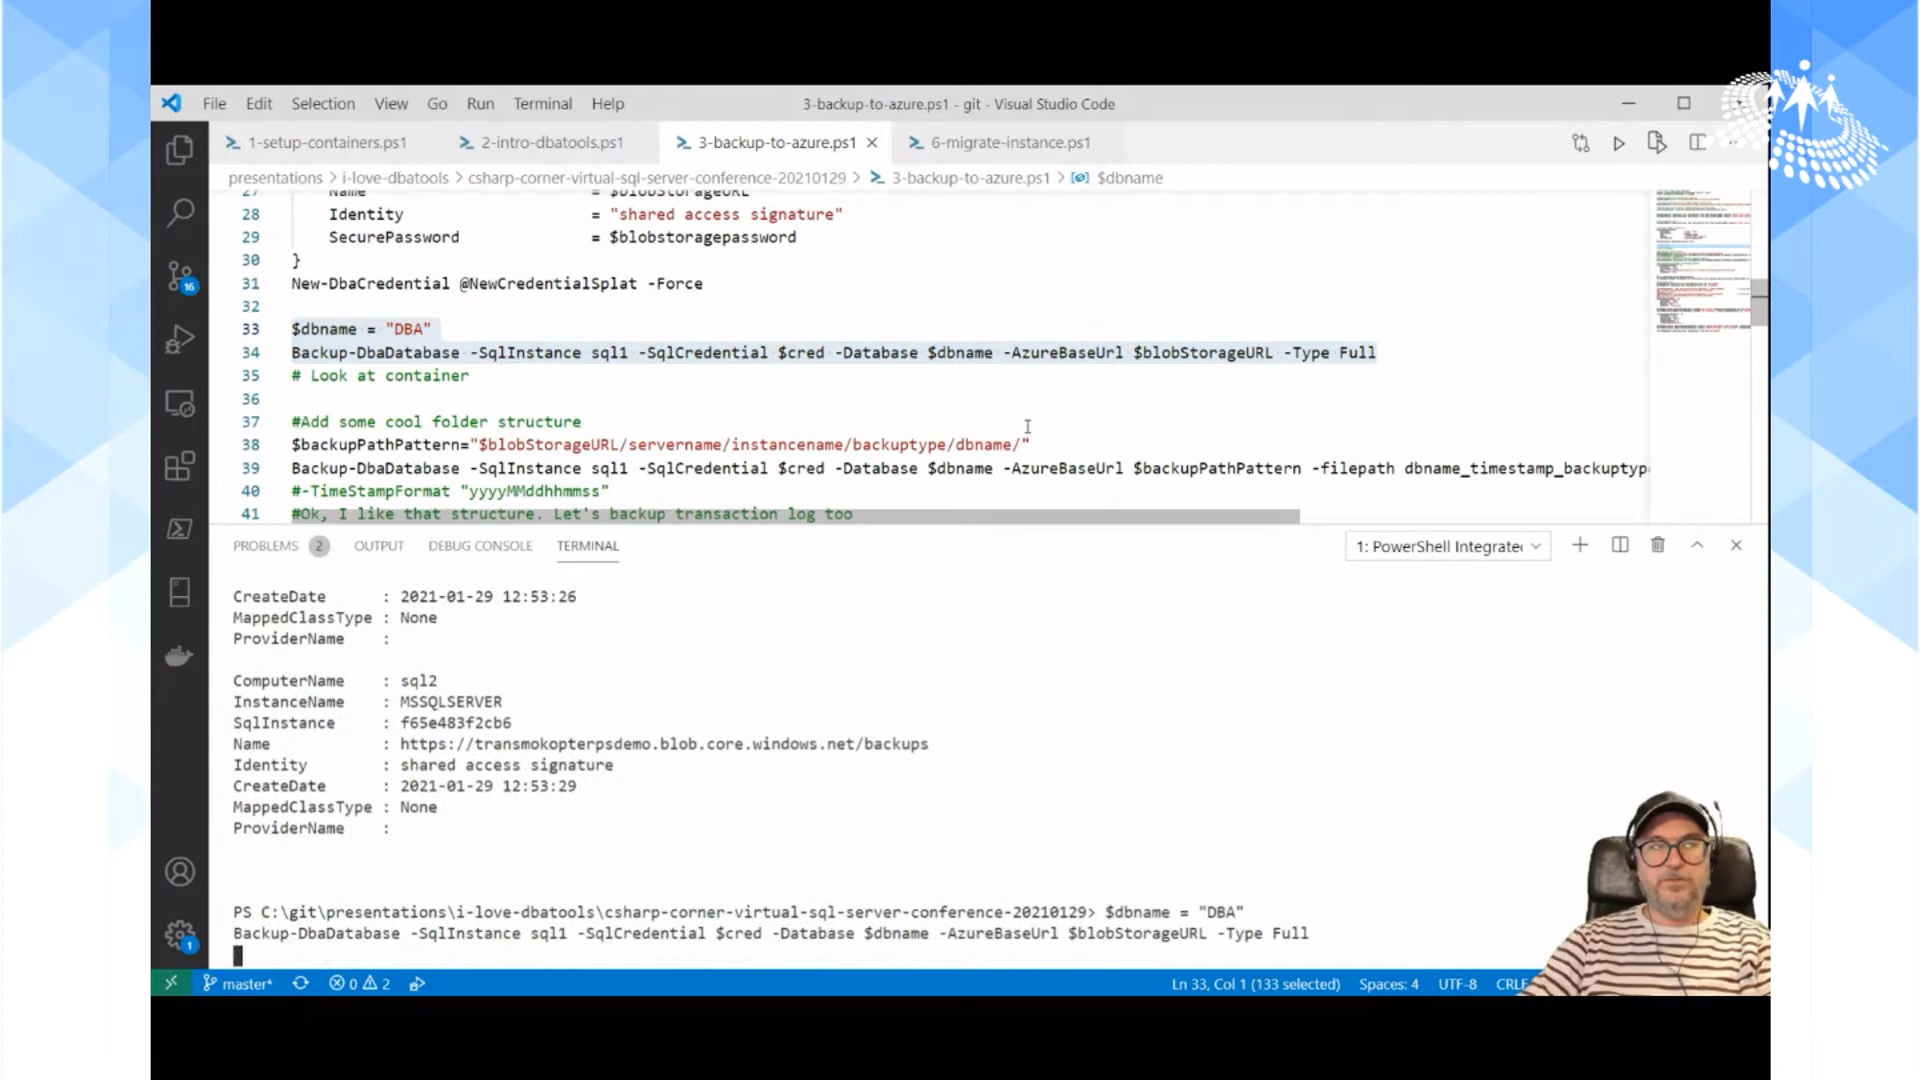 File Edit Selection View Go Run Terminal Help
3-backup-to-azure.ps1 - git - Visual Studio Code
1-setup-containers.ps1
2-intro-dbatools.ps1
3-backup-to-azure.ps1
6-migrate-instance.ps1
presentations > i-love-dbatools > csharp-corner-virtual-sql-server-conference-20210129 > 3-backup-to-azure.ps1 > $dbname
27 Name = $blobStorageURL
28 Identity = "shared access signature"
29 SecurePassword = $blobstoragepassword
30 }
31 New-DbaCredential @NewCredentialSplat -Force
32
33 $dbname = "DBA"
34 Backup-DbaDatabase -SqlInstance sql1 -SqlCredential $cred -Database $dbname -AzureBaseUrl $blobStorageURL -Type Full
35 # Look at container
36
37 #Add some cool folder structure
38 $backupPathPattern="$blobStorageURL/servername/instancename/backuptype/dbname/"
39 Backup-DbaDatabase -SqlInstance sql1 -SqlCredential $cred -Database $dbname -AzureBaseUrl $backupPathPattern -filepath dbname_timestamp_backuptyp
40 #-TimeStampFormat "yyyyMMddhhmmss"
41 #Ok, I like that structure. Let's backup transaction log too
PROBLEMS 2 OUTPUT DEBUG CONSOLE TERMINAL
1: PowerShell Integrate
CreateDate : 2021-01-29 12:53:26
MappedClassType : None
ProviderName :
ComputerName : sql2
InstanceName : MSSQLSERVER
SqlInstance : f65e483f2cb6
Name : https://transmokopterpsdemo.blob.core.windows.net/backups
Identity : shared access signature
CreateDate : 2021-01-29 12:53:29
MappedClassType : None
ProviderName :
PS C:\git\presentations\i-love-dbatools\csharp-corner-virtual-sql-server-conference-20210129> $dbname = "DBA"
Backup-DbaDatabase -SqlInstance sql1 -SqlCredential $cred -Database $dbname -AzureBaseUrl $blobStorageURL -Type Full
16
1
master* 0 2
Ln 33, Col 1 (133 selected) Spaces: 4 UTF-8 CRLF